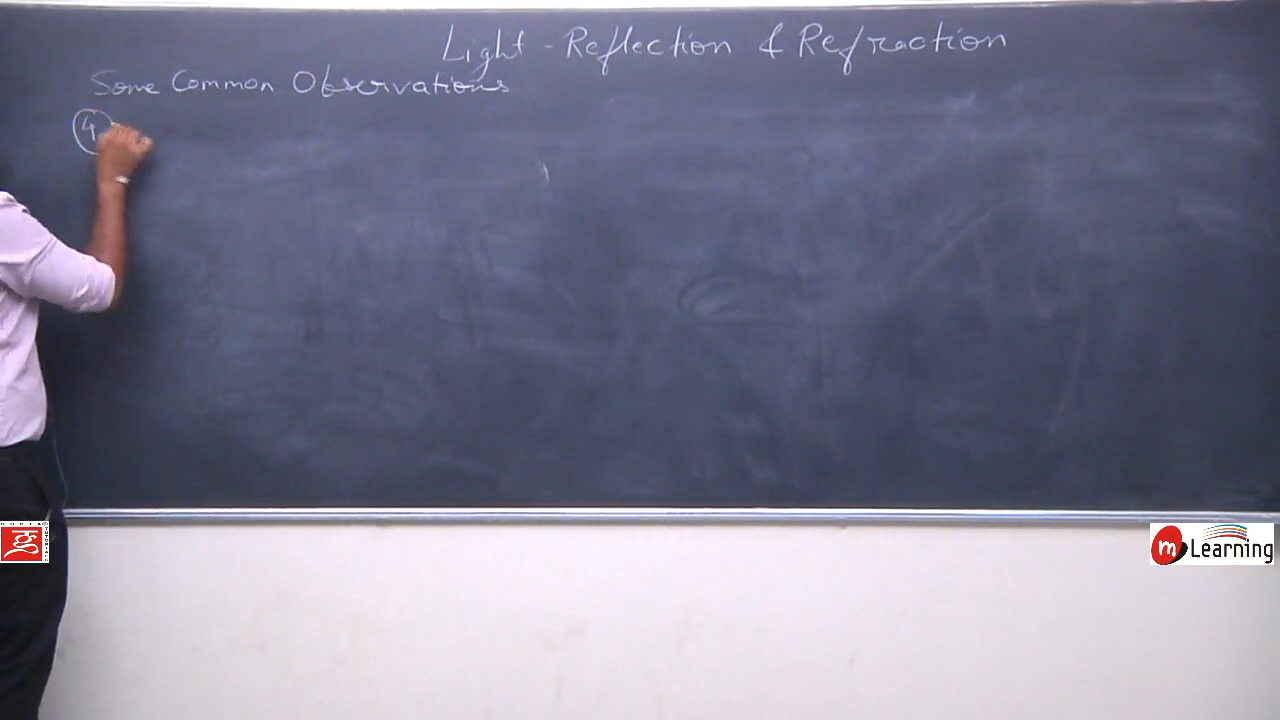 Light - Reflection & Refraction
Some Common Observations
4
m Learning